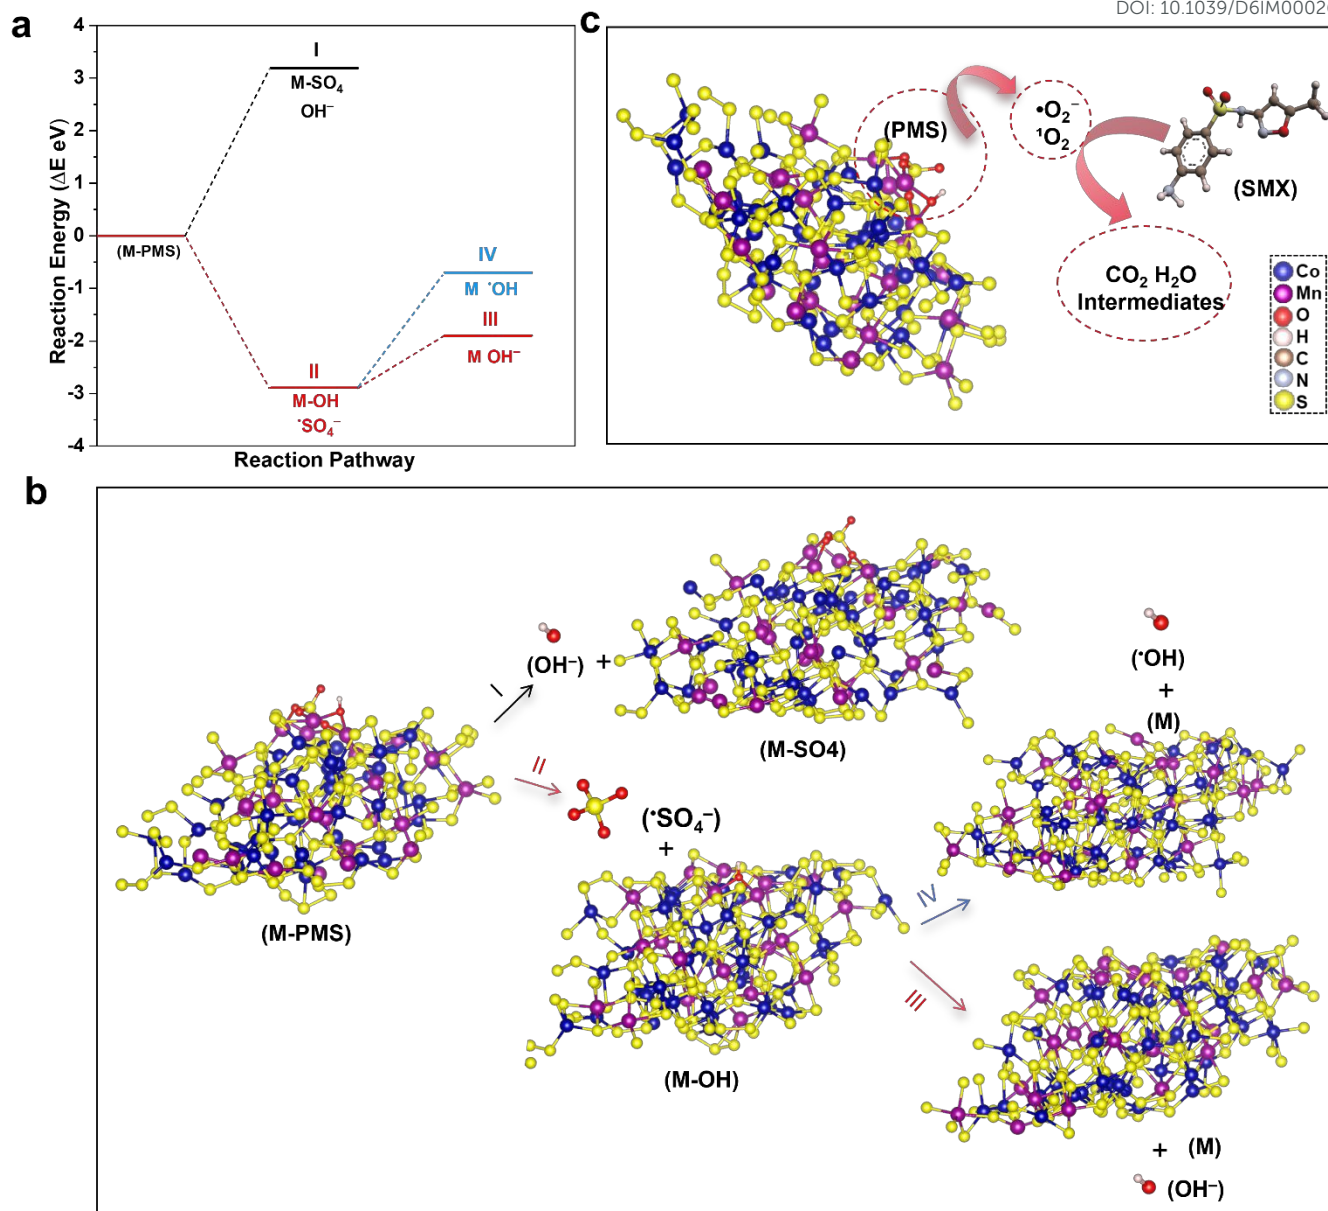 DOI: 10.1039/D6IM0002
a
4
3
2
1
0
-1
-2
-3
-4
Reaction Energy (ΔE eV)
Reaction Pathway
I
M-SO₄
OH⁻
(M-PMS)
IV
M •OH
III
M OH⁻
II
M-OH
•SO₄⁻
c
(PMS)
•O₂⁻
¹O₂
(SMX)
CO₂ H₂O
Intermediates
Co
Mn
O
H
C
N
S
b
(M-PMS)
I
(OH⁻) +
(M-SO4)
II
(•SO₄⁻)
+
(M-OH)
IV
(•OH)
+
(M)
III
+ (M)
(OH⁻)